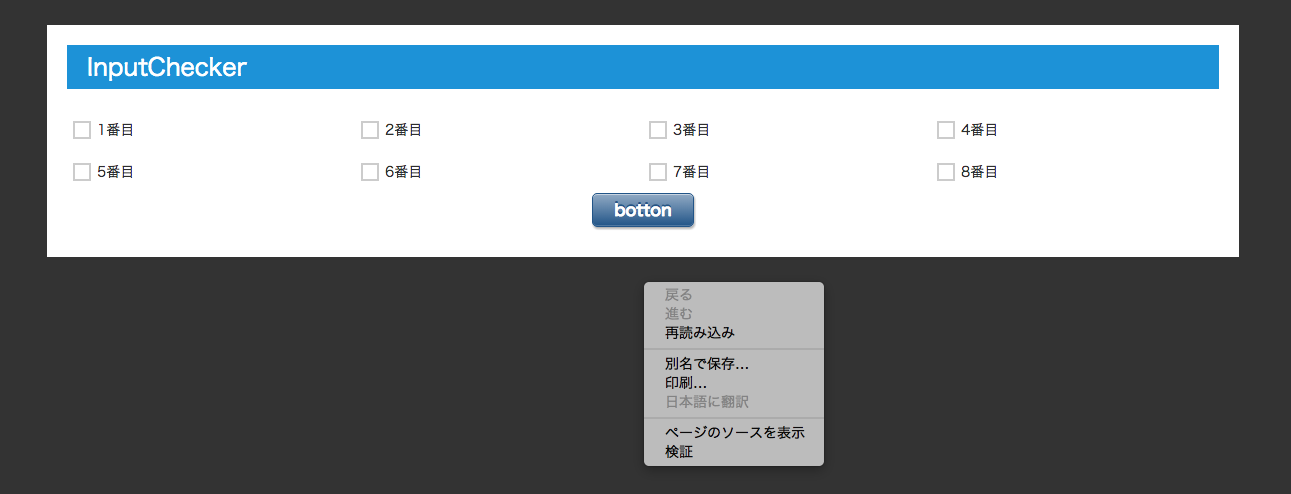 InputChecker
1番目 2番目 3番目 4番目
5番目 6番目 7番目 8番目
botton
戻る
進む
再読み込み
別名で保存...
印刷...
日本語に翻訳
ページのソースを表示
検証